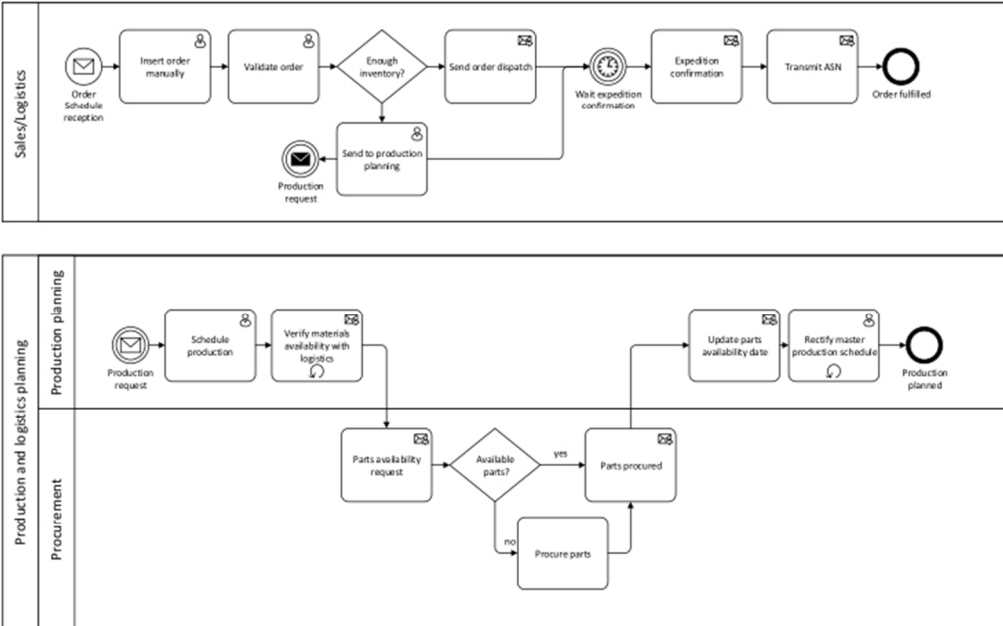 Sales/Logistics
Order
Schedule
reception
Insert order
manually
Validate order
Enough
inventory?
Send order dispatch
Wait expedition
confirmation
Expedition
confirmation
Transmit ASN
Order fulfilled
Send to production
planning
Production
request
Production and logistics planning
Production planning
Production
request
Schedule
production
Verify materials
availability with
logistics
Update parts
availability date
Rectify master
production schedule
Production
planned
Procurement
Parts availability
request
Available
parts?
yes
Parts procured
no
Procure parts